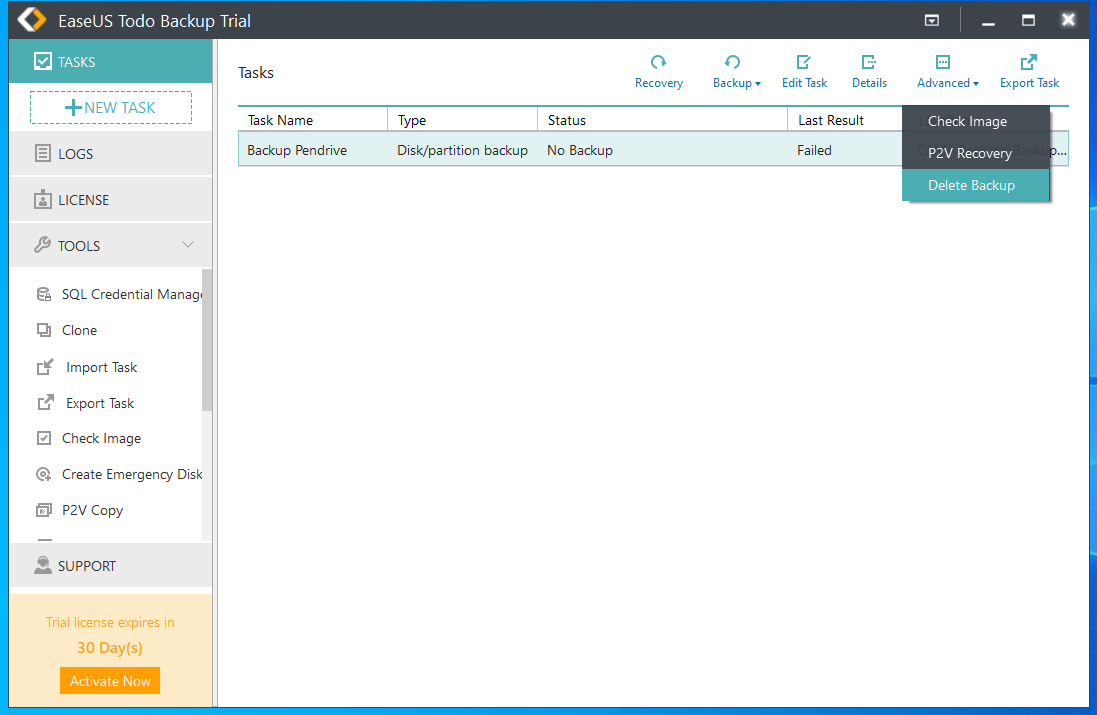 EaseUS Todo Backup Trial
TASKS
NEW TASK
LOGS
LICENSE
TOOLS
SQL Credential Manage
Clone
Import Task
Export Task
Check Image
Create Emergency Disk
P2V Copy
SUPPORT
Trial license expires in
30 Day(s)
Activate Now
Tasks
Recovery
Backup
Edit Task
Details
Advanced
Export Task
Task Name Type Status Last Result
Backup Pendrive Disk/partition backup No Backup Failed
Check Image
P2V Recovery
Delete Backup